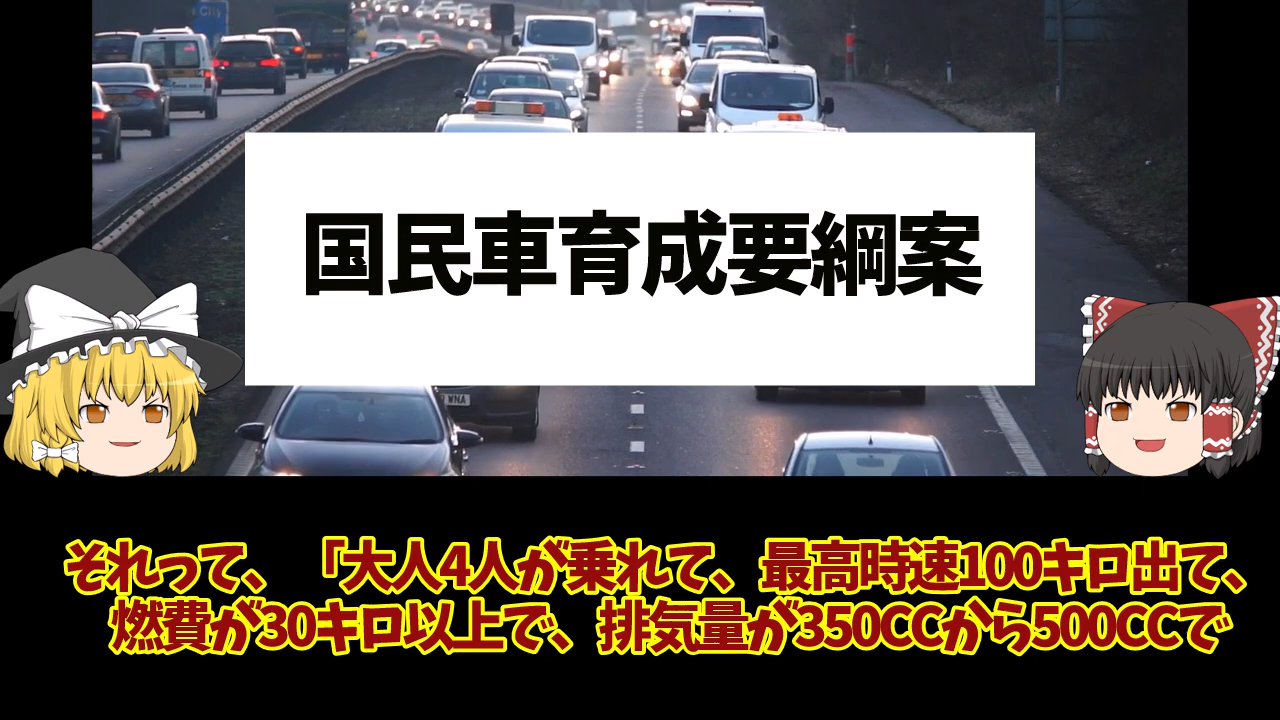 国民車育成要綱案
それって、「大人4人が乗れて、最高時速100キロ出て、
燃費が30キロ以上で、排気量が350CCから500CCで